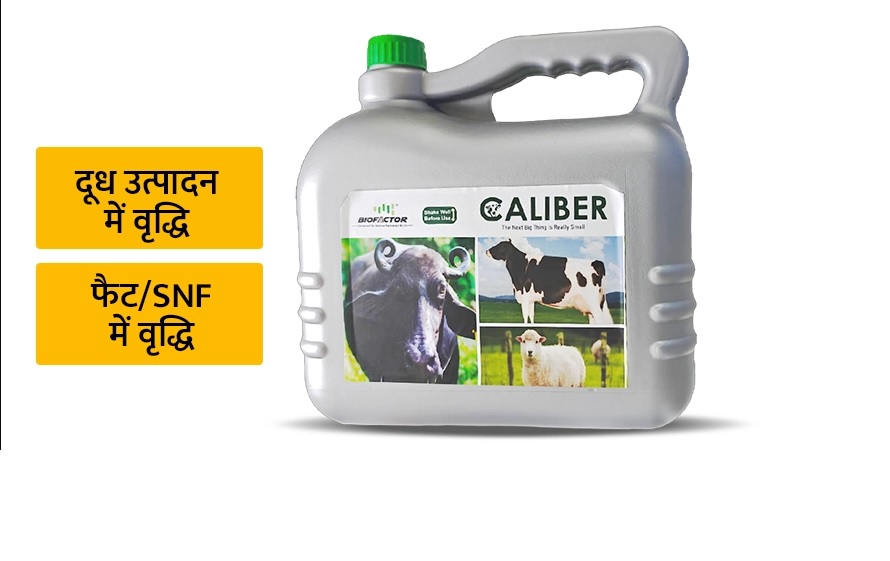 दूध उत्पादन
में वृद्धि
फैट/SNF
में वृद्धि
BIOFACTOR
Shake Well
Before Use
CALIBER
The Next Big Thing is Really Small